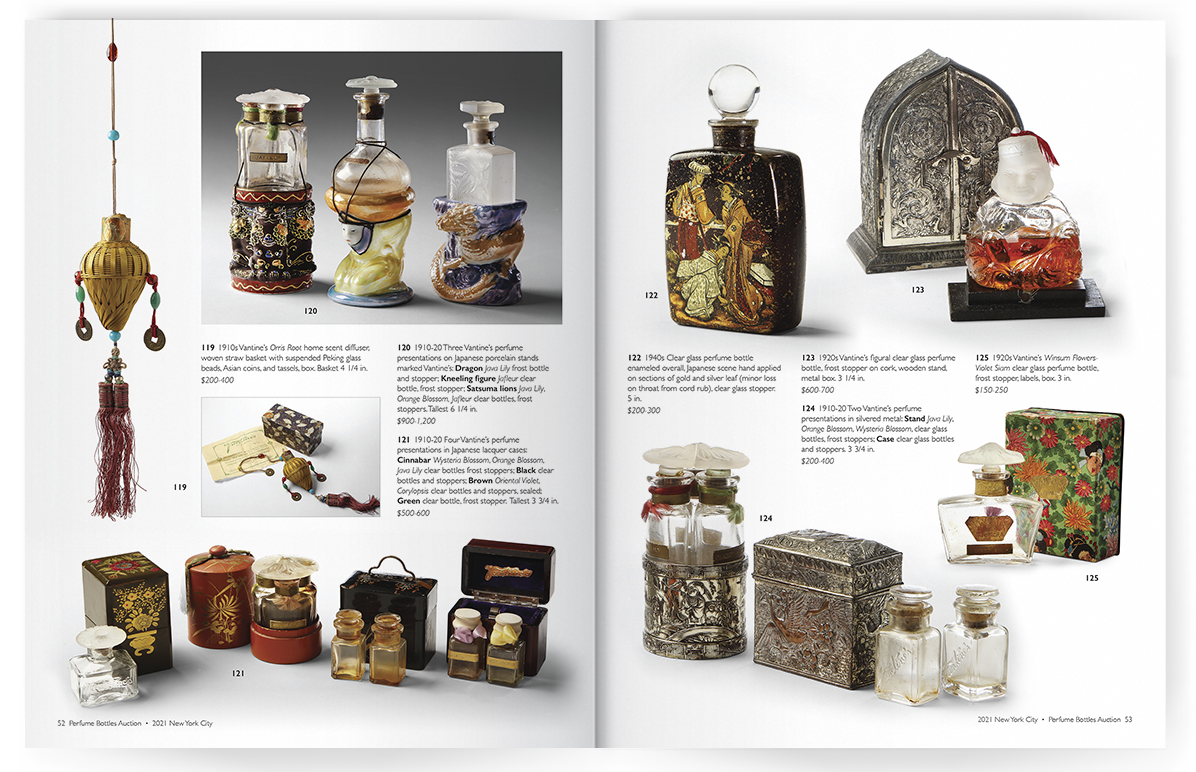 120
119 1910s Vantine's Orris Root home scent diffuser,
woven straw basket with suspended Peking glass
beads, Asian coins, and tassels, box. Basket 4 1/4 in.
$200-400
119
120 1910-20 Three Vantine's perfume
presentations on Japanese porcelain stands
marked Vantine's: Dragon Java Lily frost bottle
and stopper; Kneeling figure Jafleur clear
bottle, frost stopper; Satsuma lions Java Lily,
Orange Blossom, Jafleur clear bottles, frost
stoppers. Tallest 6 1/4 in.
$900-1,200
121 1910-20 Four Vantine's perfume
presentations in Japanese lacquer cases:
Cinnabar Wysteria Blossom, Orange Blossom,
Java Lily clear bottles frost stoppers; Black clear
bottles and stoppers; Brown Oriental Violet,
Corylopsis clear bottles and stoppers, sealed;
Green clear bottle, frost stopper. Tallest 3 3/4 in.
$500-600
121
52 Perfume Bottles Auction • 2021 New York City
122
123
122 1940s Clear glass perfume bottle
enameled overall, Japanese scene hand applied
on sections of gold and silver leaf (minor loss
on throat from cord rub), clear glass stopper.
5 in.
$200-300
123 1920s Vantine's figural clear glass perfume
bottle, frost stopper on cork, wooden stand,
metal box. 3 1/4 in.
$600-700
124 1910-20 Two Vantine's perfume
presentations in silvered metal: Stand Java Lily,
Orange Blossom, Wysteria Blossom, clear glass
bottles, frost stoppers; Case clear glass bottles
and stoppers. 3 3/4 in.
$200-400
125 1920s Vantine's Winsum Flowers-
Violet Siam clear glass perfume bottle,
frost stopper, labels, box. 3 in.
$150-250
124
125
2021 New York City • Perfume Bottles Auction 53